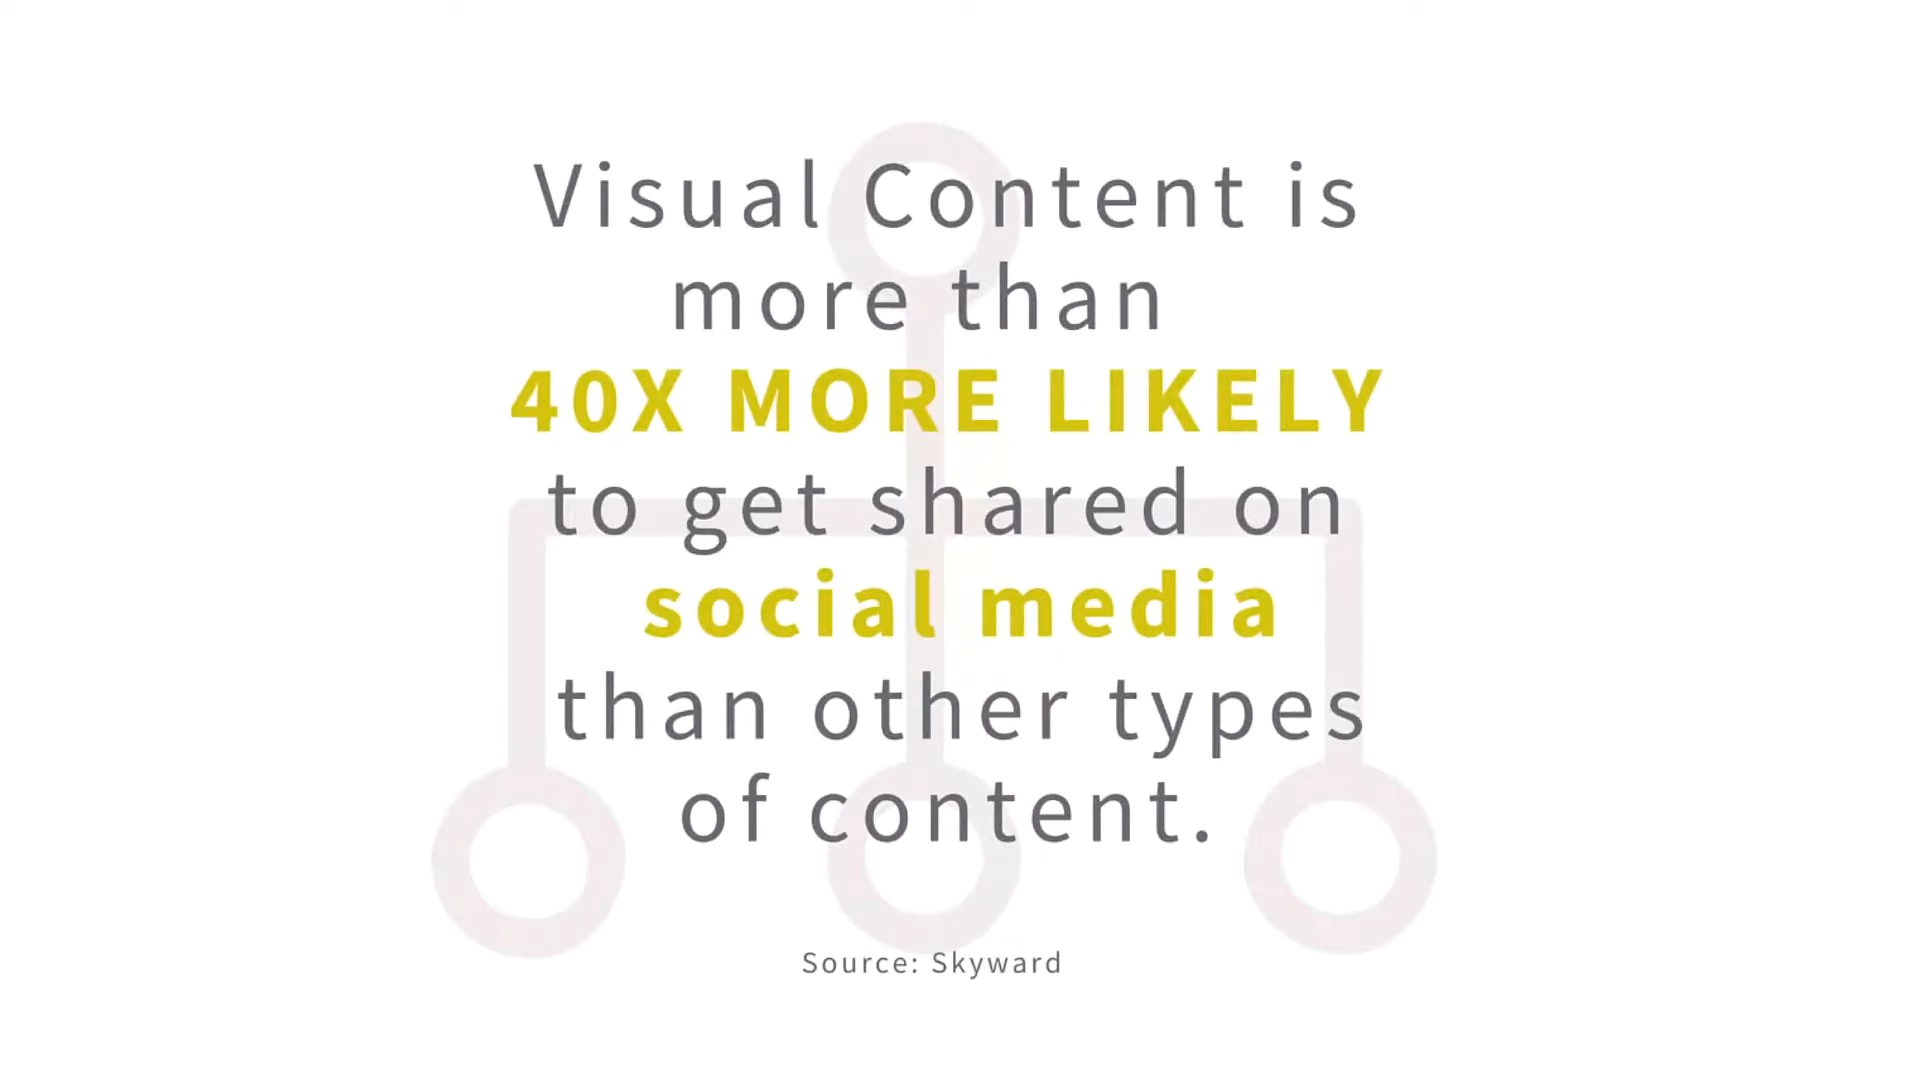 Visual Content is
more than
40X MORE LIKELY
to get shared on
social media
than other types
of content.
Source: Skyward